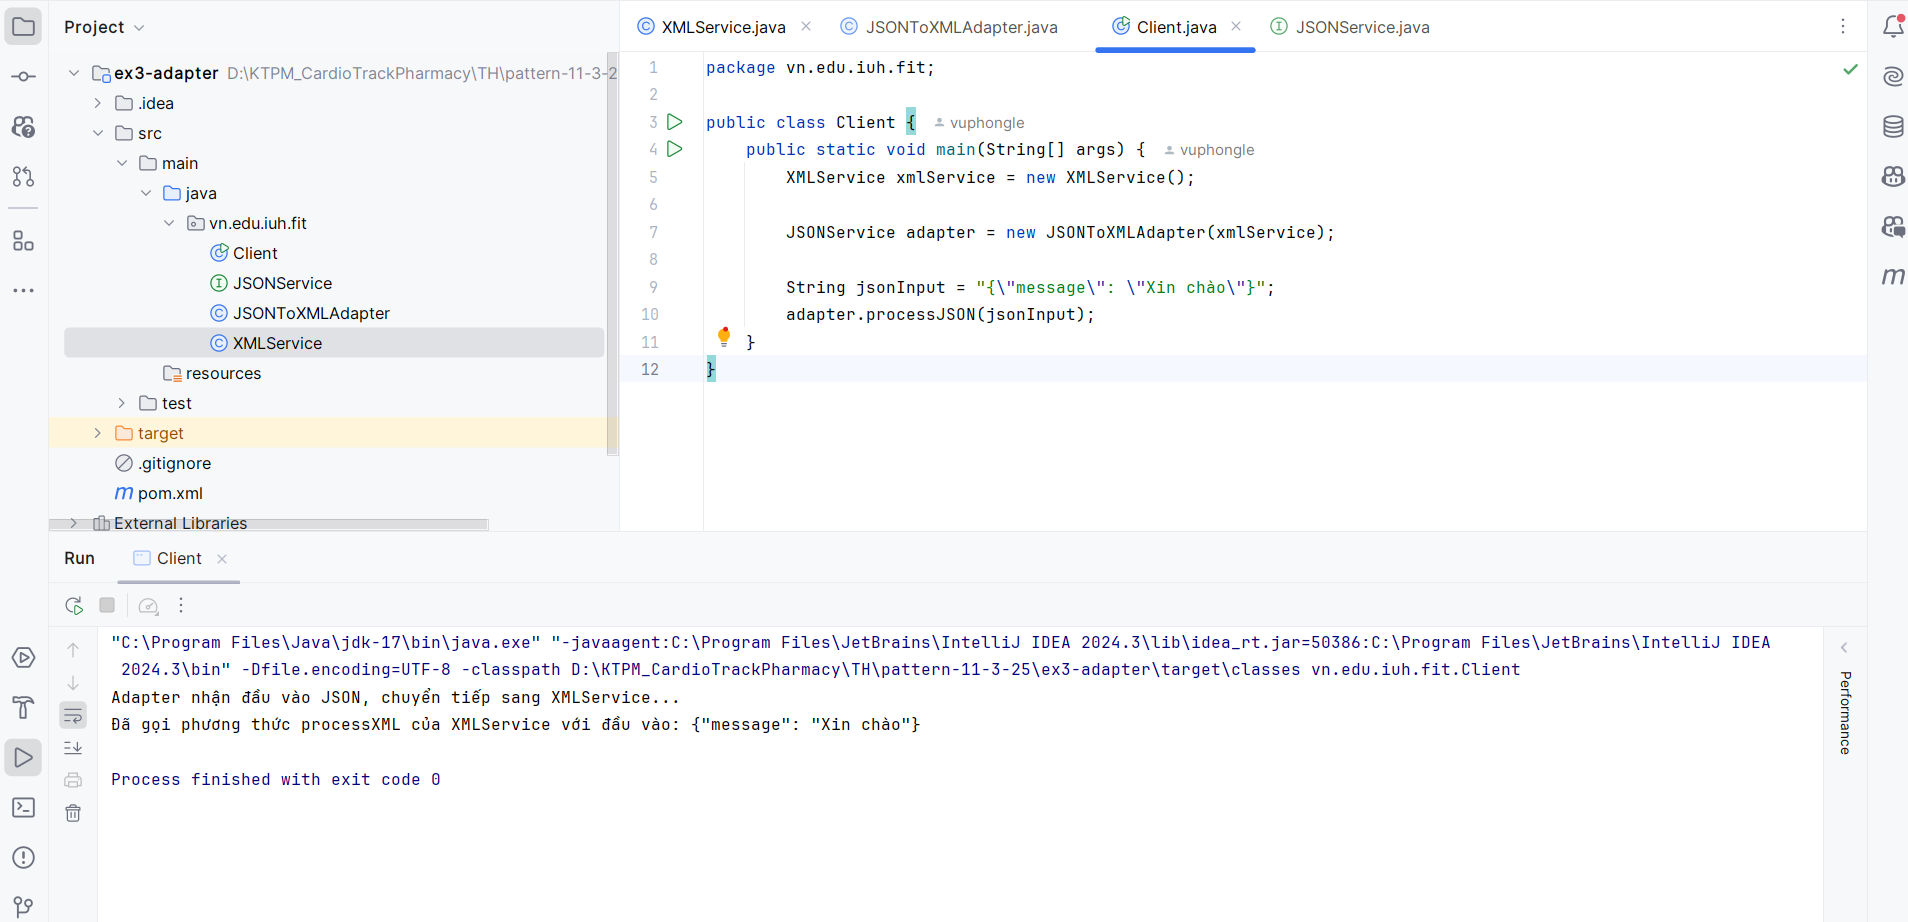 Project
ex3-adapter D:\KTPM_CardioTrackPharmacy\TH\pattern-11-3-2
.idea
src
main
java
vn.edu.iuh.fit
Client
JSONService
JSONToXMLAdapter
XMLService
resources
test
target
.gitignore
pom.xml
External Libraries
XMLService.java
JSONToXMLAdapter.java
Client.java
JSONService.java
1 package vn.edu.iuh.fit;
2
3 public class Client { vuphongle
4 public static void main(String[] args) { vuphongle
5 XMLService xmlService = new XMLService();
6
7 JSONService adapter = new JSONToXMLAdapter(xmlService);
8
9 String jsonInput = "{\"message\": \"Xin chào\"}";
10 adapter.processJSON(jsonInput);
11 }
12 }
Run Client
"C:\Program Files\Java\jdk-17\bin\java.exe" "-javaagent:C:\Program Files\JetBrains\IntelliJ IDEA 2024.3\lib\idea_rt.jar=50386:C:\Program Files\JetBrains\IntelliJ IDEA
2024.3\bin" -Dfile.encoding=UTF-8 -classpath D:\KTPM_CardioTrackPharmacy\TH\pattern-11-3-25\ex3-adapter\target\classes vn.edu.iuh.fit.Client
Adapter nhận đầu vào JSON, chuyển tiếp sang XMLService...
Đã gọi phương thức processXML của XMLService với đầu vào: {"message": "Xin chào"}
Process finished with exit code 0
Performance